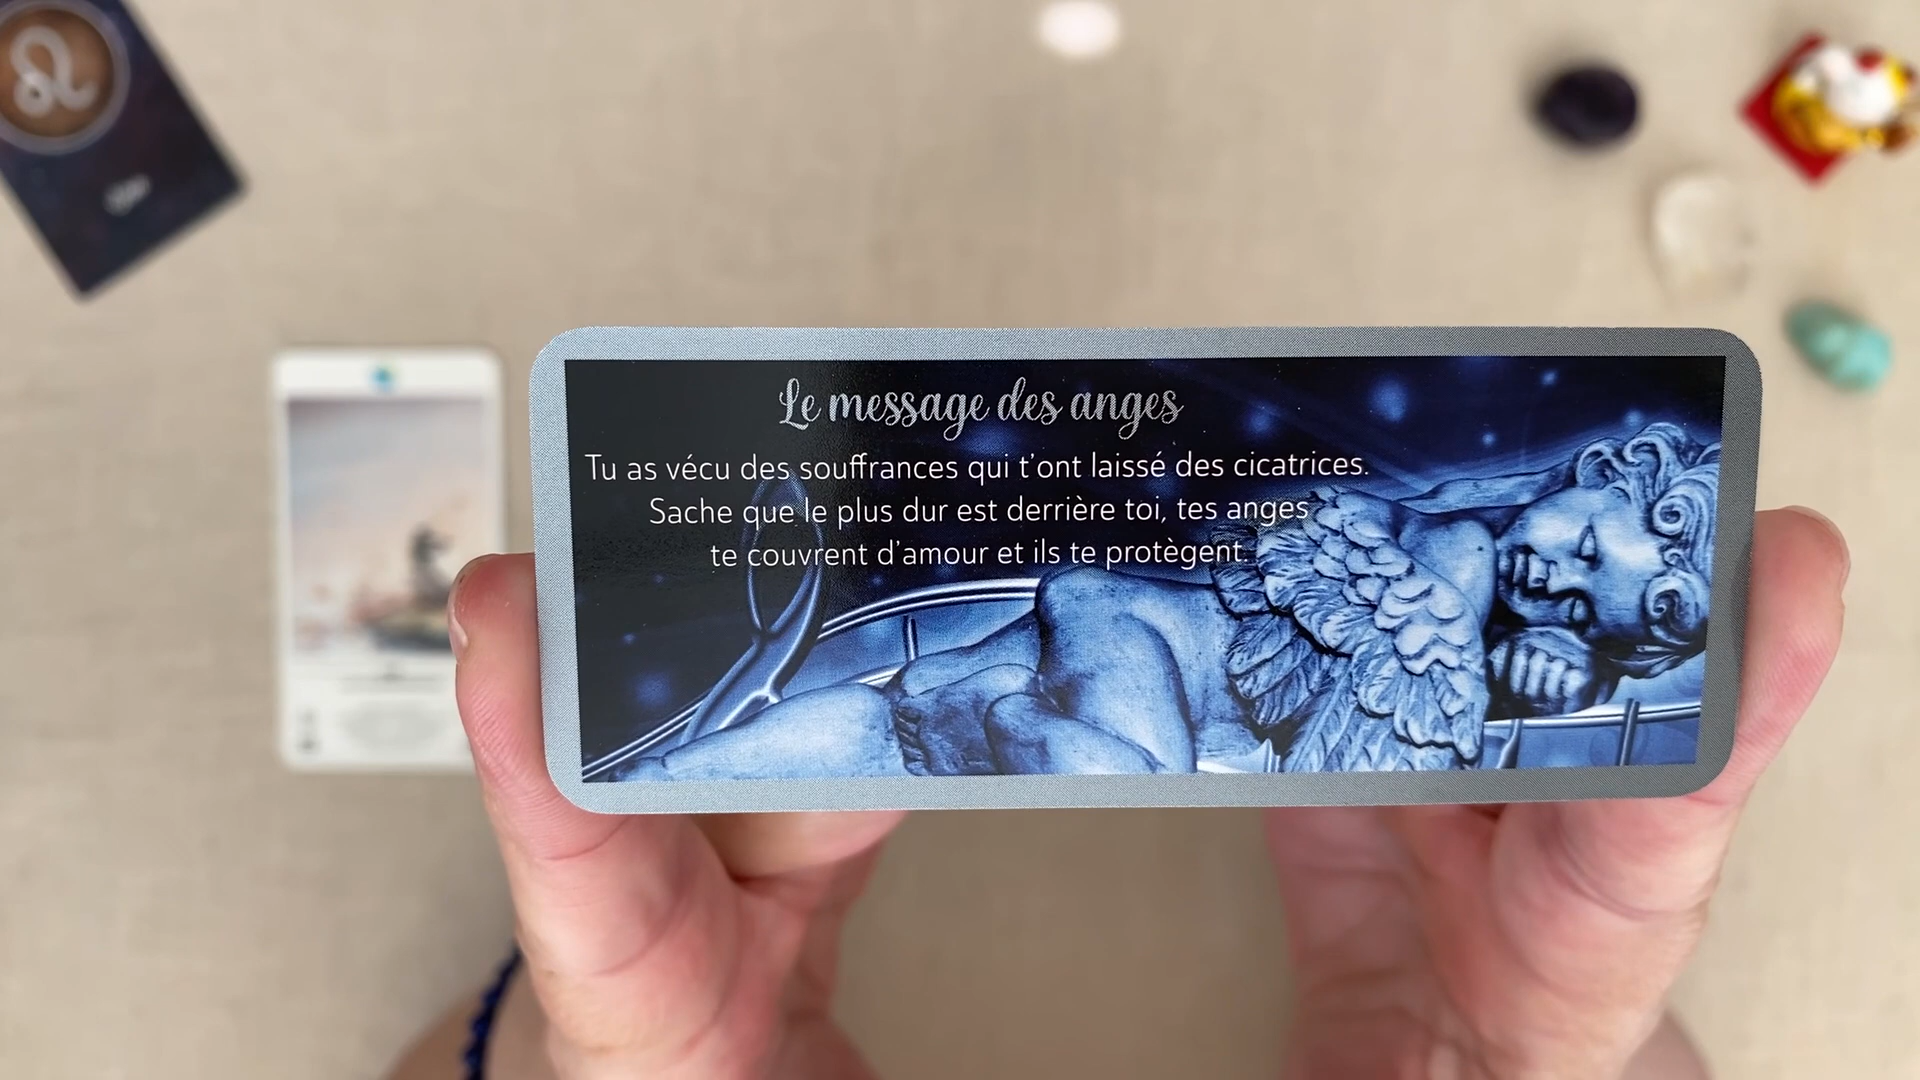 Le message des anges
Tu as vécu des souffrances qui t'ont laissé des cicatrices.
Sache que le plus dur est derrière toi, tes anges
te couvrent d'amour et ils te protègent.